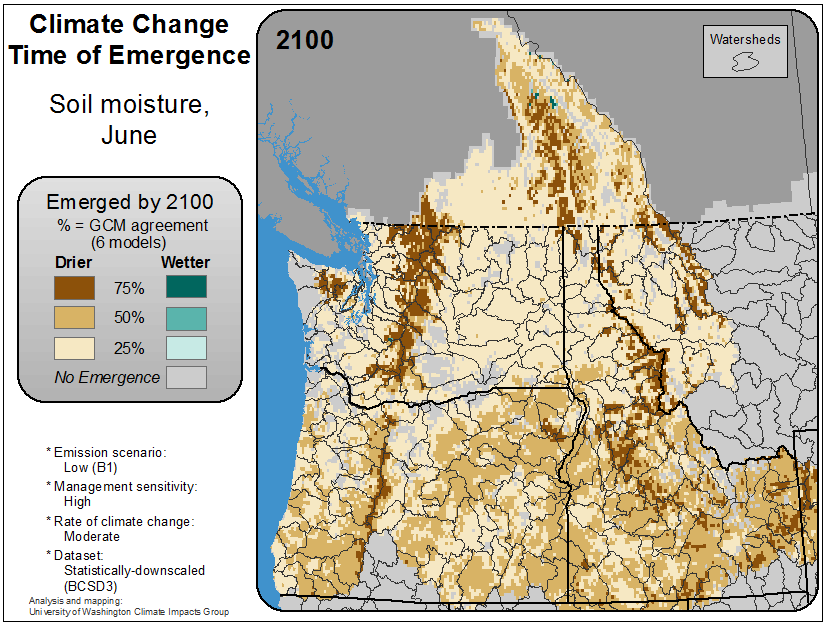 Climate Change
Time of Emergence
Soil moisture,
June
Emerged by 2100
% = GCM agreement
(6 models)
Drier Wetter
75%
50%
25%
No Emergence
* Emission scenario:
Low (B1)
* Management sensitivity:
High
* Rate of climate change:
Moderate
* Dataset:
Statistically-downscaled
(BCSD3)
Analysis and mapping:
University of Washington Climate Impacts Group
2100
Watersheds